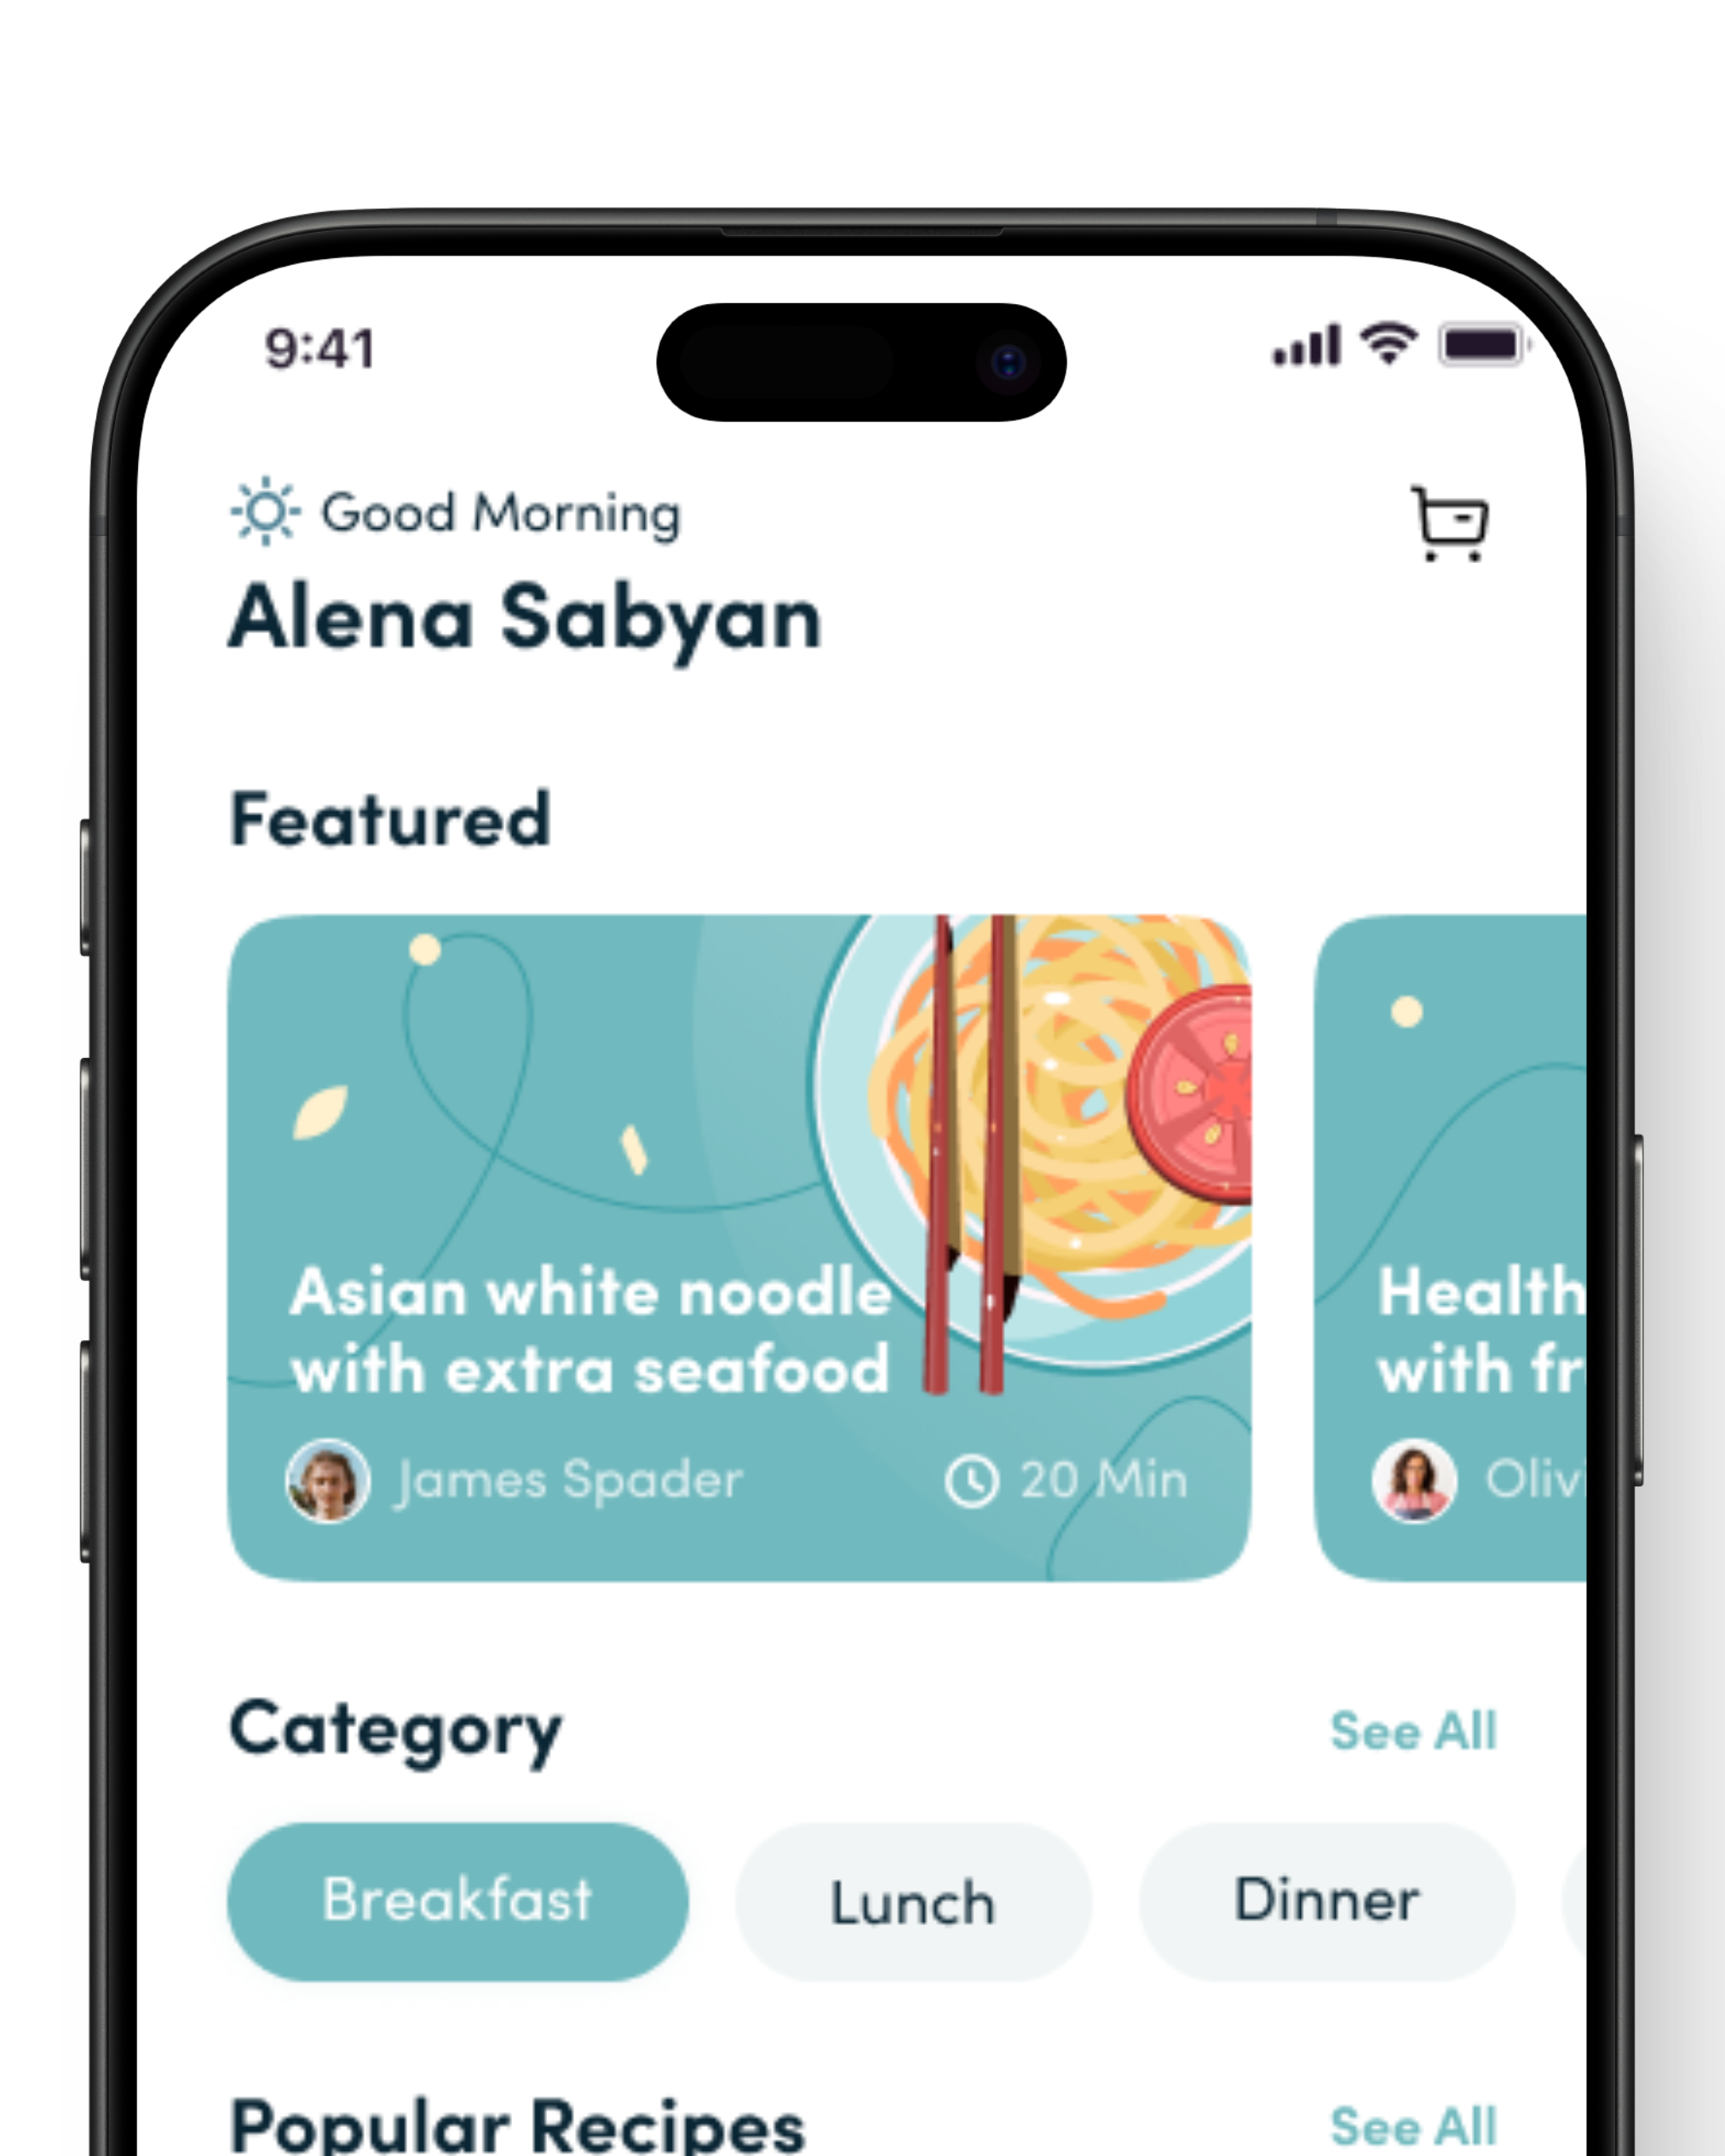 9:41
Good Morning
Alena Sabyan
Featured
Asian white noodle
with extra seafood
James Spader
20 Min
Health
with fr
Olivi
Category
See All
Breakfast
Lunch
Dinner
Popular Recipes
See All